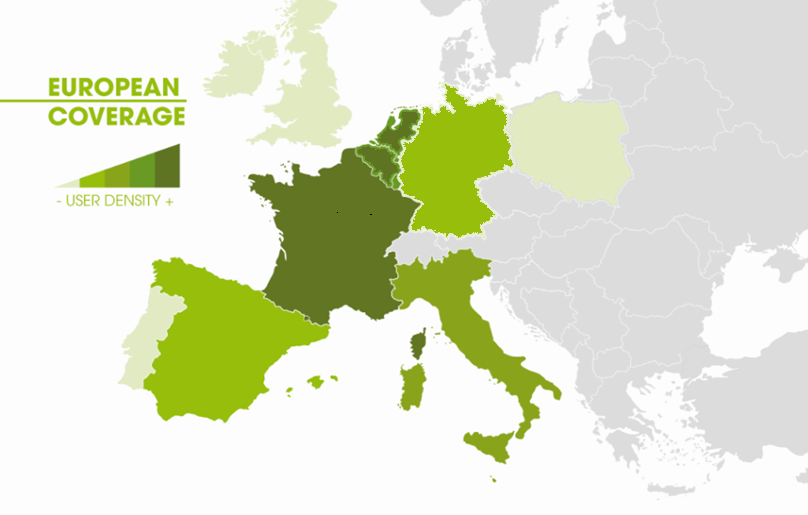 EUROPEAN
COVERAGE
- USER DENSITY +